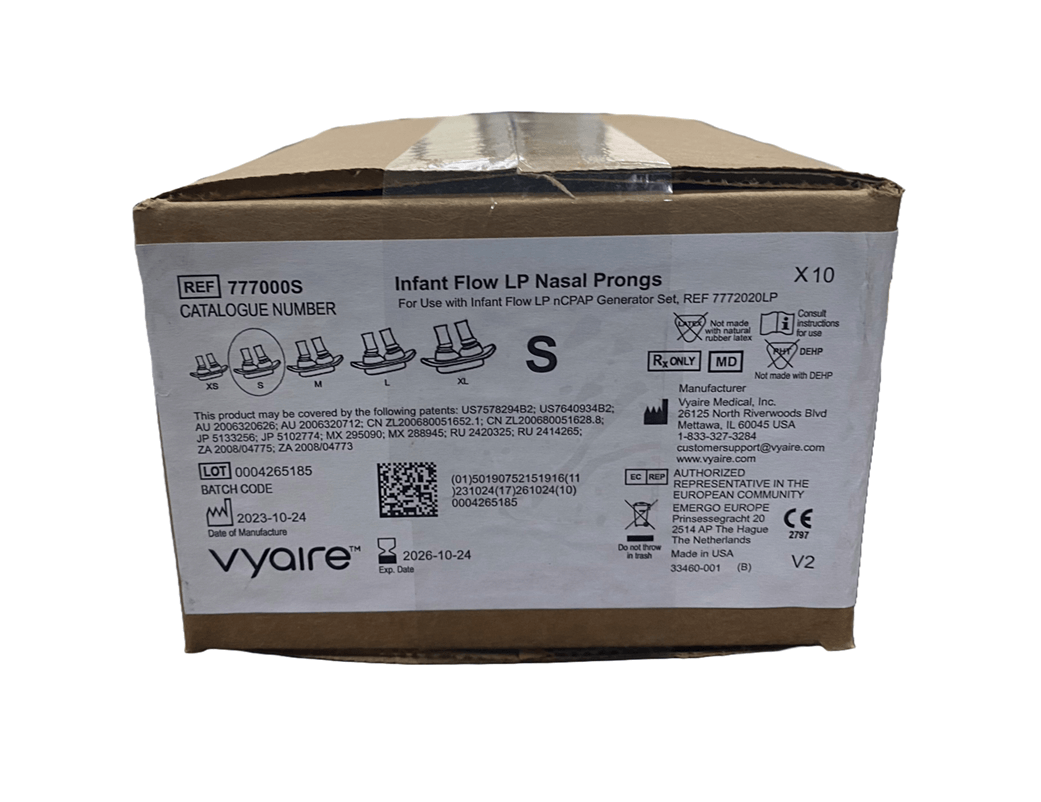 REF 777000S
CATALOGUE NUMBER
Infant Flow LP Nasal Prongs
For Use with Infant Flow LP nCPAP Generator Set, REF 7772020LP
X10
XS
S
M
L
XL
S
LATEX
Not made
with natural
rubber latex
Consult
instructions
for use
Rx ONLY
MD
PHT
DEHP
Not made with DEHP
This product may be covered by the following patents: US7578294B2; US7640934B2;
AU 2006320626; AU 2006320712; CN ZL200680051652.1; CN ZL200680051628.8;
JP 5133256; JP 5102774; MX 295090; MX 288945; RU 2420325; RU 2414265;
ZA 2008/04775; ZA 2008/04773
Manufacturer
Vyaire Medical, Inc.
26125 North Riverwoods Blvd
Mettawa, IL 60045 USA
1-833-327-3284
customersupport@vyaire.com
www.vyaire.com
LOT 0004265185
BATCH CODE
2023-10-24
Date of Manufacture
vyaire™
(01)50190752151916(11
)231024(17)261024(10)
0004265185
2026-10-24
Exp. Date
EC REP
AUTHORIZED
REPRESENTATIVE IN THE
EUROPEAN COMMUNITY
EMERGO EUROPE
Prinsessegracht 20
2514 AP The Hague
The Netherlands
Do not throw
in trash
Made in USA
33460-001 (B)
CE
2797
V2